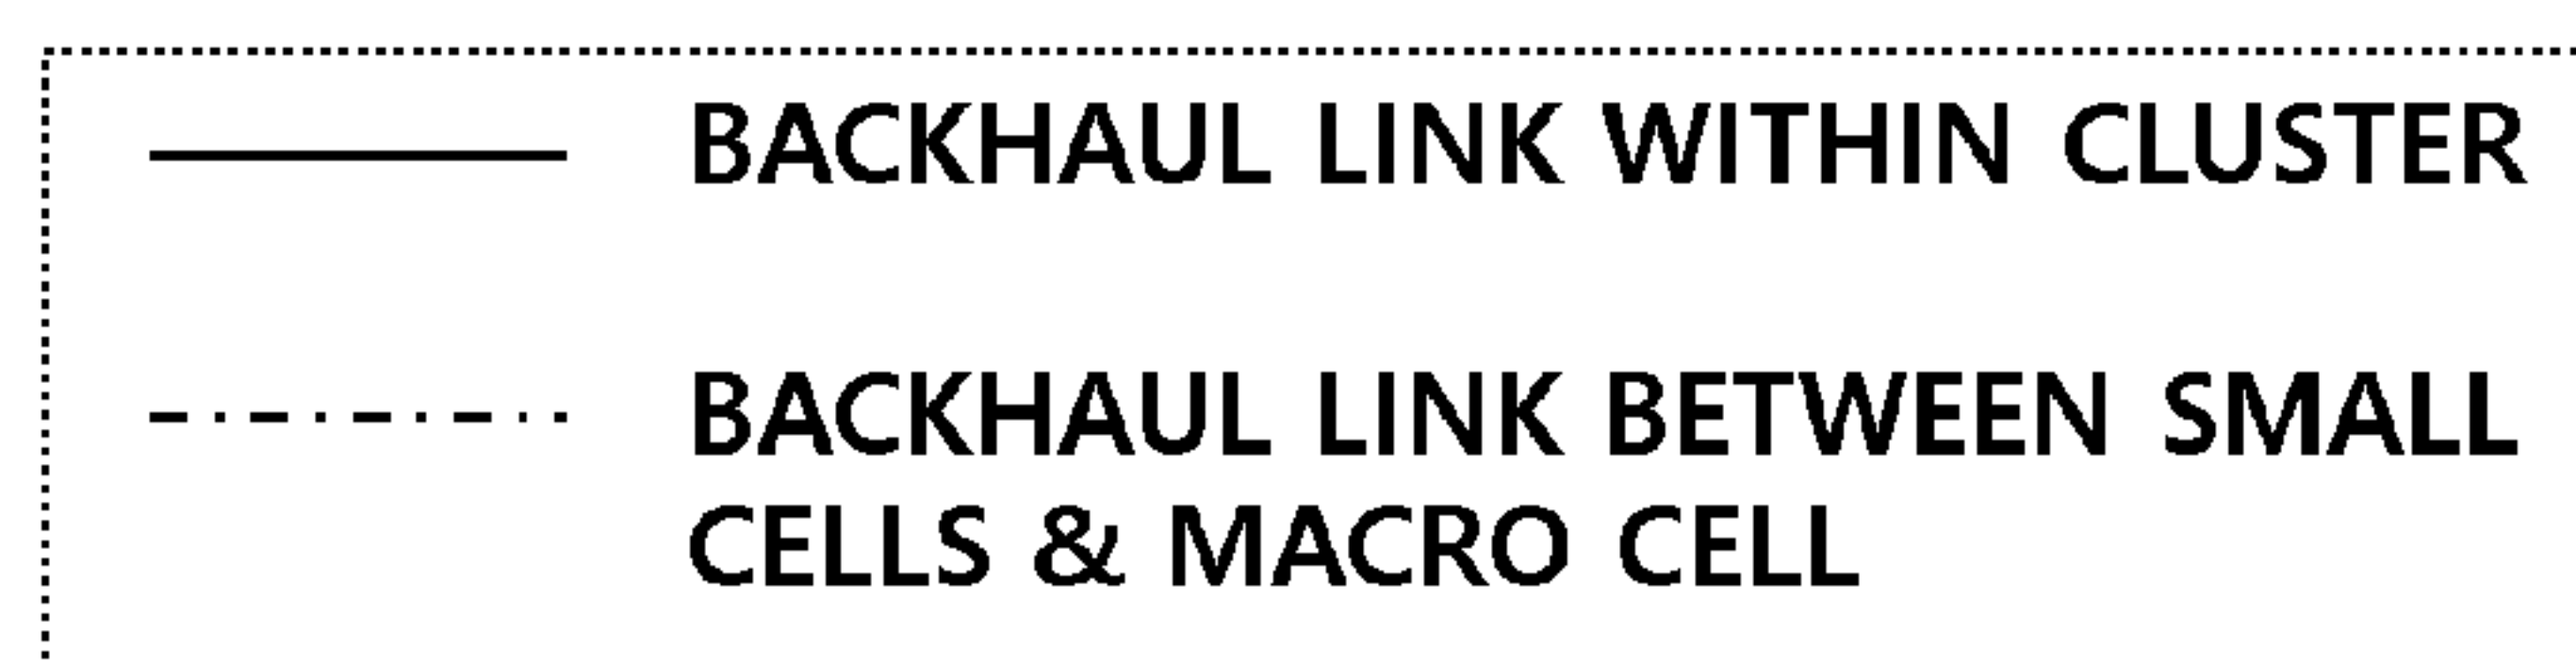 BACKHAUL LINK WITHIN CLUSTER
BACKHAUL LINK BETWEEN SMALL
CELLS & MACRO CELL